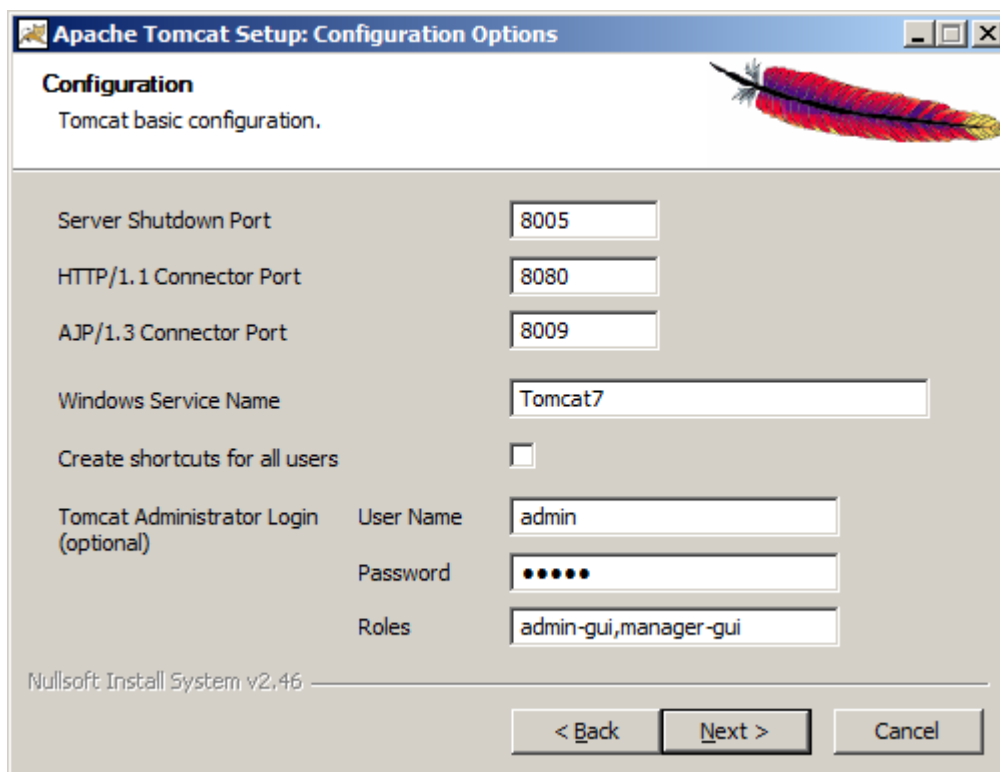 Apache Tomcat Setup: Configuration Options
Configuration
Tomcat basic configuration.
Server Shutdown Port 8005
HTTP/1.1 Connector Port 8080
AJP/1.3 Connector Port 8009
Windows Service Name Tomcat7
Create shortcuts for all users
Tomcat Administrator Login User Name admin
(optional)
Password •••••
Roles admin-gui,manager-gui
Nullsoft Install System v2.46
< Back Next > Cancel